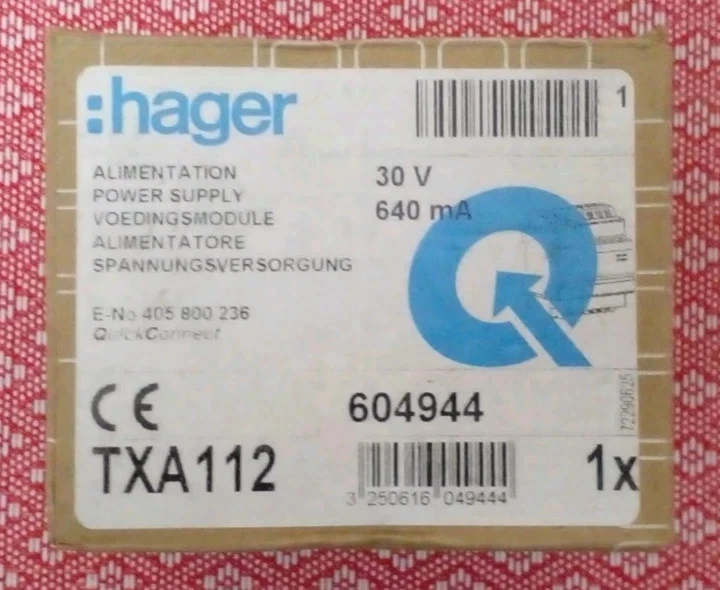 :hager
1
ALIMENTATION
POWER SUPPLY
VOEDINGSMODULE
ALIMENTATORE
SPANNUNGSVERSORGUNG
30 V
640 mA
E-No 405 800 236
QuickConnect
CE
604944
72290625
TXA112
3 250616 049444
1x